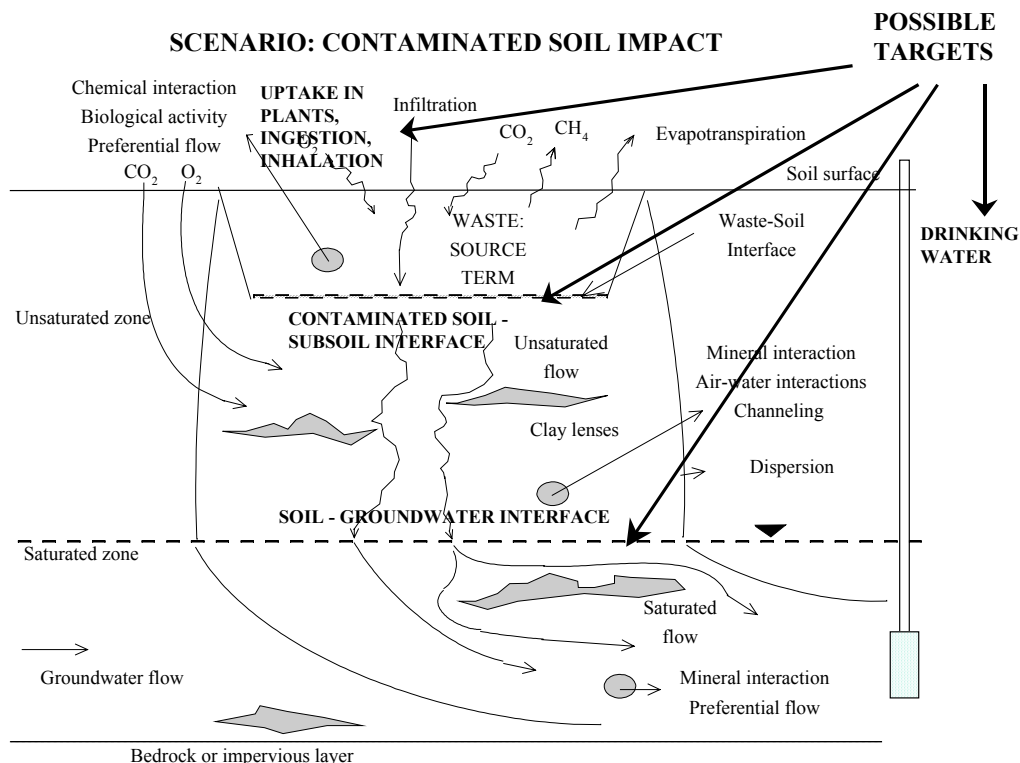 SCENARIO: CONTAMINATED SOIL IMPACT
POSSIBLE
TARGETS
Chemical interaction
Biological activity
Preferential flow
UPTAKE IN
PLANTS,
INGESTION,
INHALATION
O2
Infiltration
CO2
CH4
Evapotranspiration
CO2
O2
Soil surface
WASTE:
SOURCE
TERM
Waste-Soil
Interface
DRINKING
WATER
Unsaturated zone
CONTAMINATED SOIL -
SUBSOIL INTERFACE
Unsaturated
flow
Mineral interaction
Air-water interactions
Channeling
Clay lenses
Dispersion
SOIL - GROUNDWATER INTERFACE
Saturated zone
Saturated
flow
Groundwater flow
Mineral interaction
Preferential flow
Bedrock or impervious layer